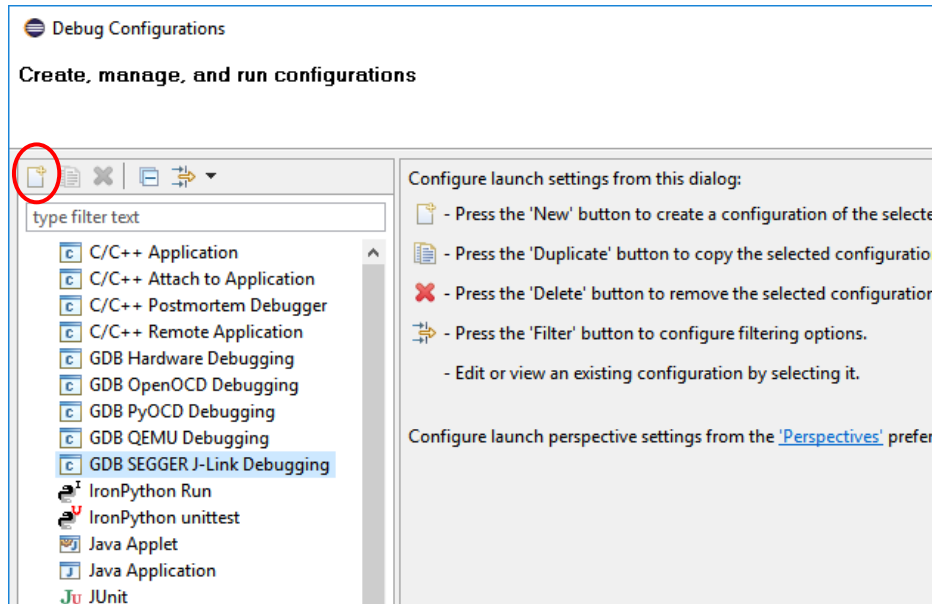 Debug Configurations
Create, manage, and run configurations
type filter text
C/C++ Application
C/C++ Attach to Application
C/C++ Postmortem Debugger
C/C++ Remote Application
GDB Hardware Debugging
GDB OpenOCD Debugging
GDB PyOCD Debugging
GDB QEMU Debugging
GDB SEGGER J-Link Debugging
IronPython Run
IronPython unittest
Java Applet
Java Application
JUnit
Configure launch settings from this dialog:
- Press the 'New' button to create a configuration of the selecte
- Press the 'Duplicate' button to copy the selected configuratio
- Press the 'Delete' button to remove the selected configuration
- Press the 'Filter' button to configure filtering options.
- Edit or view an existing configuration by selecting it.
Configure launch perspective settings from the 'Perspectives' prefer